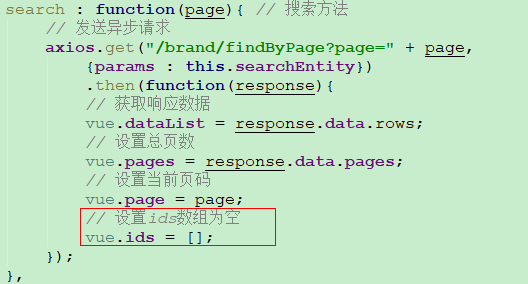 search : function(page){ // 搜索方法
// 发送异步请求
axios.get("/brand/findByPage?page=" + page,
{params : this.searchEntity})
.then(function(response){
// 获取响应数据
vue.dataList = response.data.rows;
// 设置总页数
vue.pages = response.data.pages;
// 设置当前页码
vue.page = page;
// 设置ids数组为空
vue.ids = [];
});
},